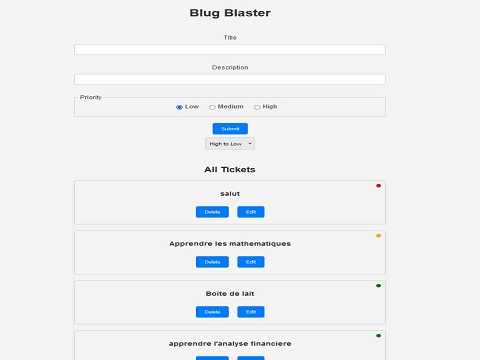 Blug Blaster
Title
Description
Priority
Low Medium High
Submit
High to Low
All Tickets
salut
Delete Edit
Apprendre les mathematiques
Delete Edit
Boite de lait
Delete Edit
apprendre l'analyse financiere